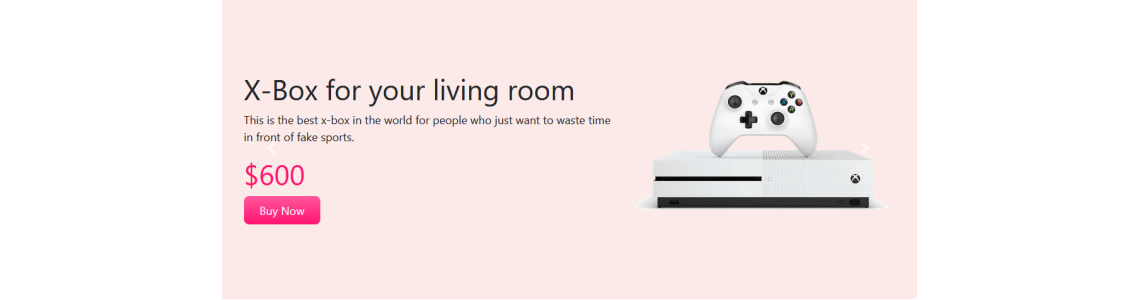 X-Box for your living room
This is the best x-box in the world for people who just want to waste time
in front of fake sports.
$600
Buy Now